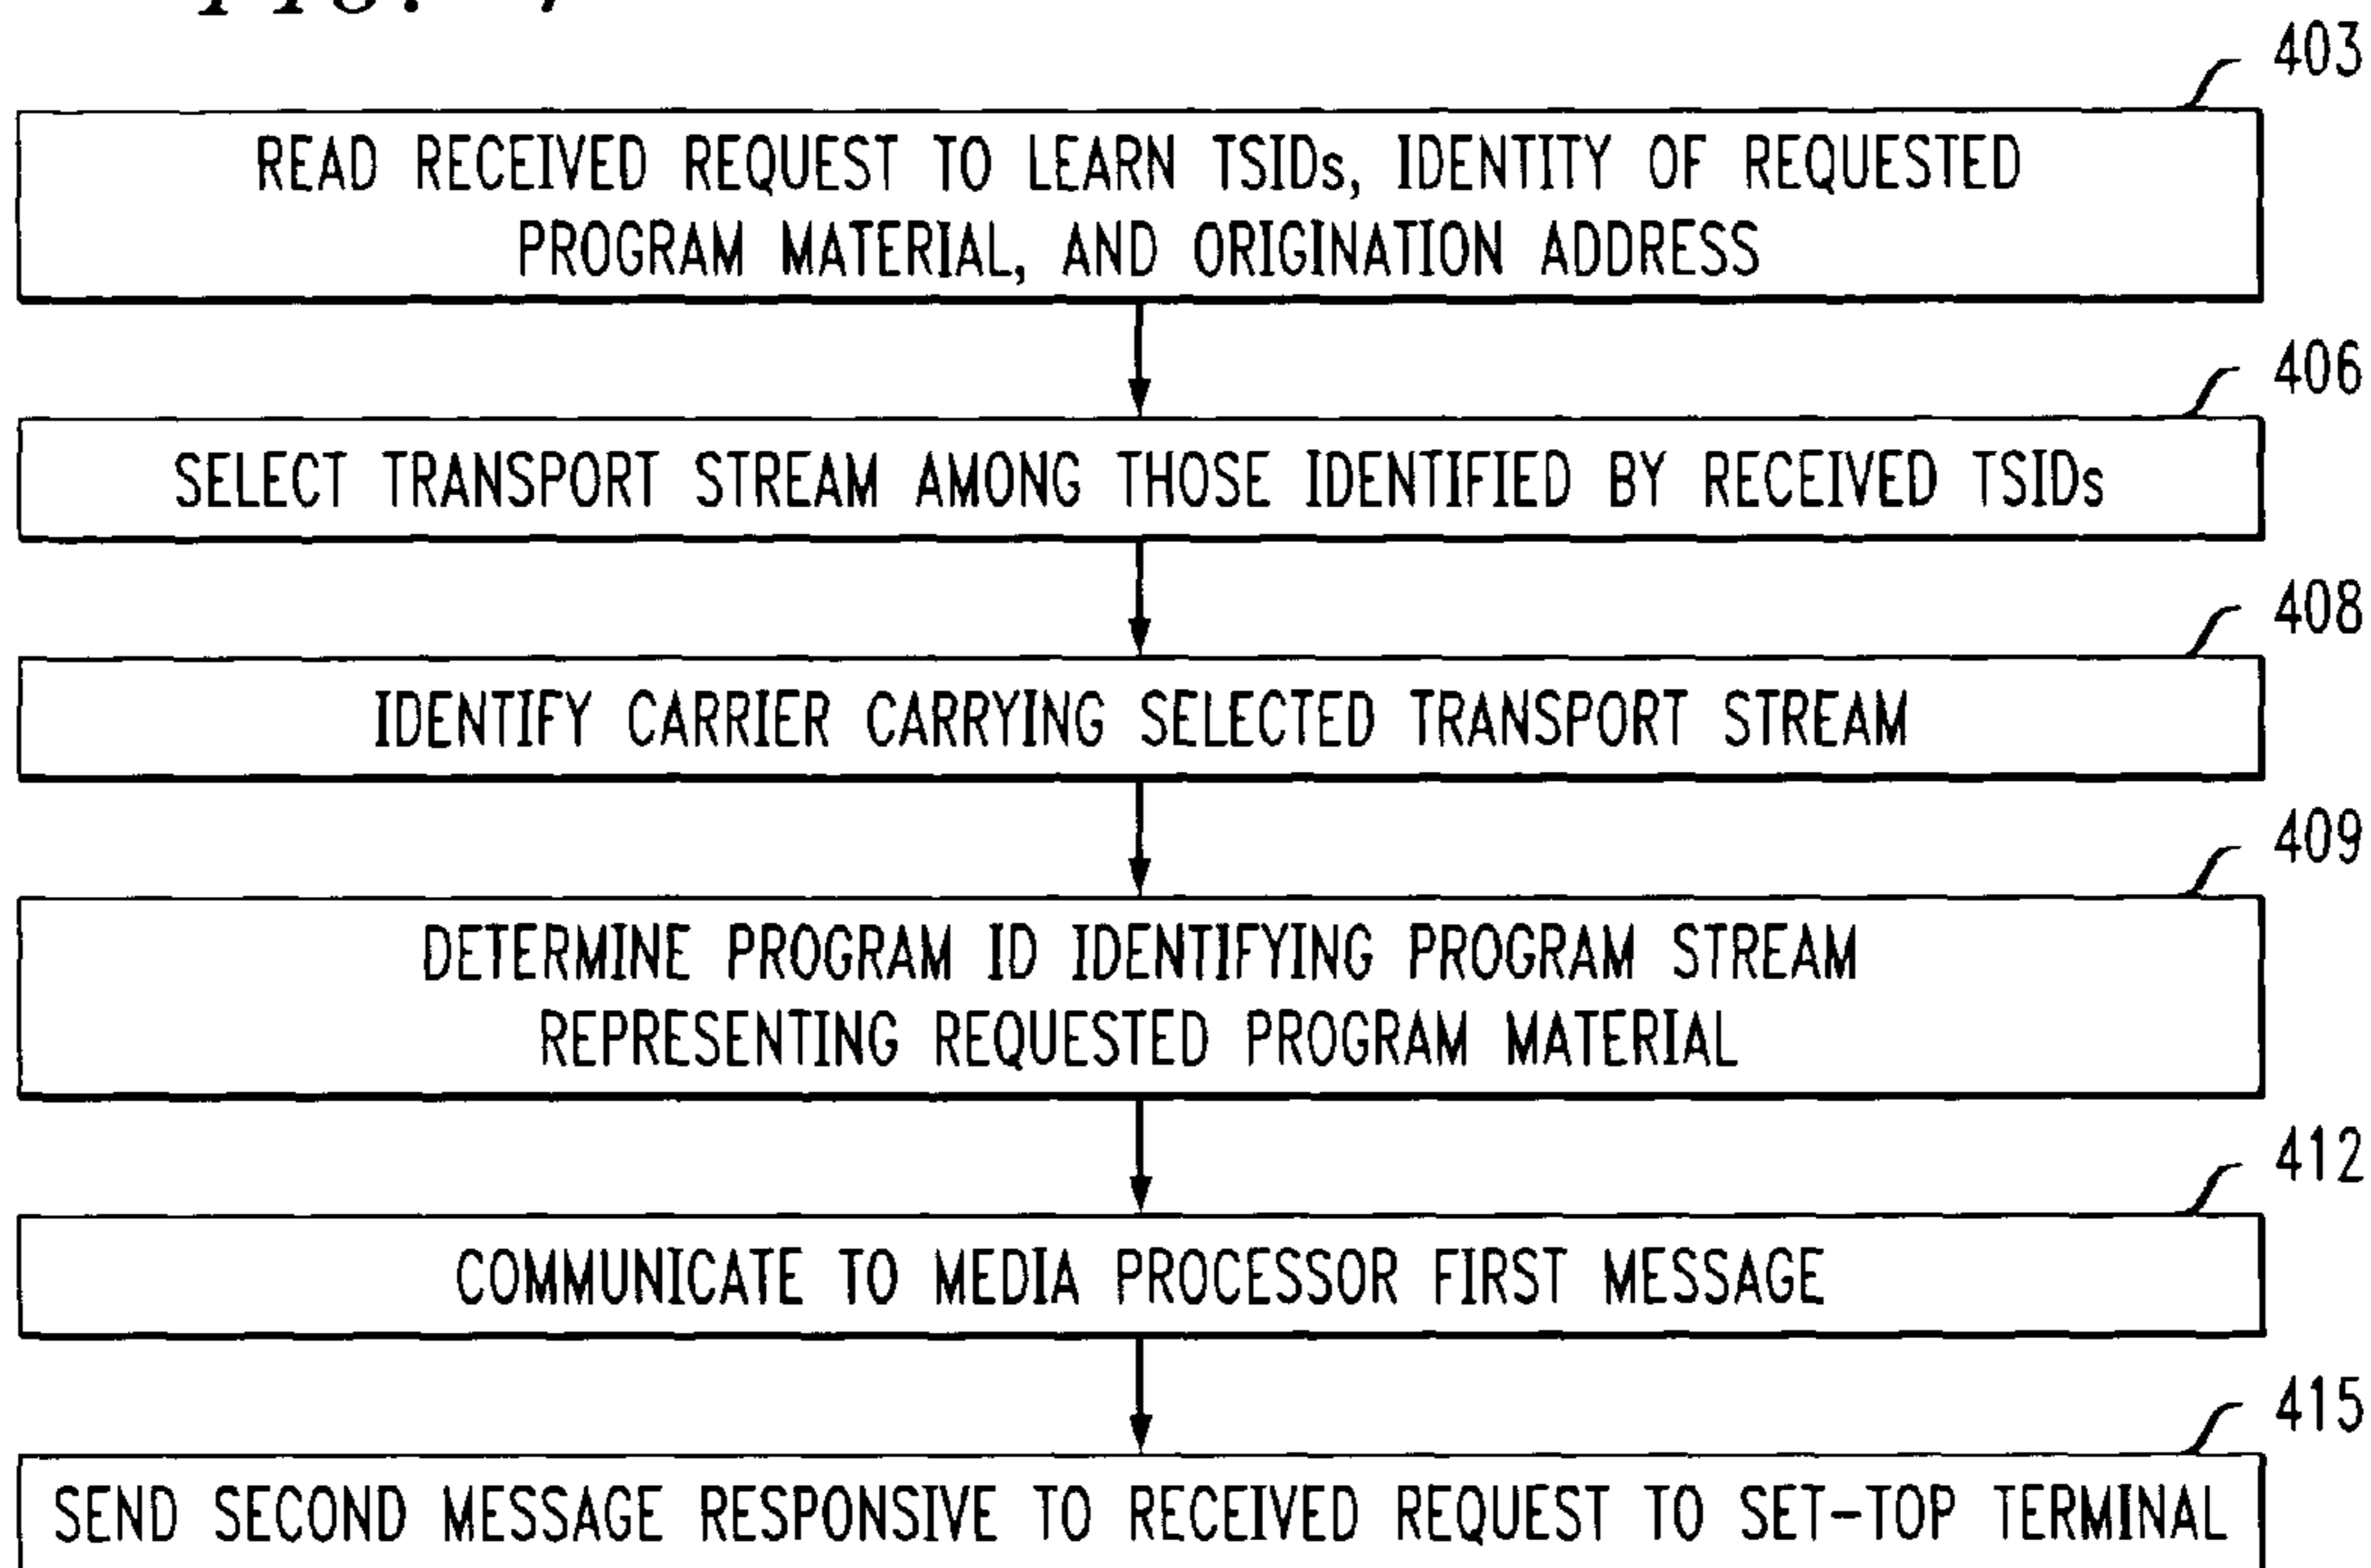 403
READ RECEIVED REQUEST TO LEARN TSIDs, IDENTITY OF REQUESTED
PROGRAM MATERIAL, AND ORIGINATION ADDRESS
406
SELECT TRANSPORT STREAM AMONG THOSE IDENTIFIED BY RECEIVED TSIDs
408
IDENTIFY CARRIER CARRYING SELECTED TRANSPORT STREAM
409
DETERMINE PROGRAM ID IDENTIFYING PROGRAM STREAM
REPRESENTING REQUESTED PROGRAM MATERIAL
412
COMMUNICATE TO MEDIA PROCESSOR FIRST MESSAGE
415
SEND SECOND MESSAGE RESPONSIVE TO RECEIVED REQUEST TO SET-TOP TERMINAL